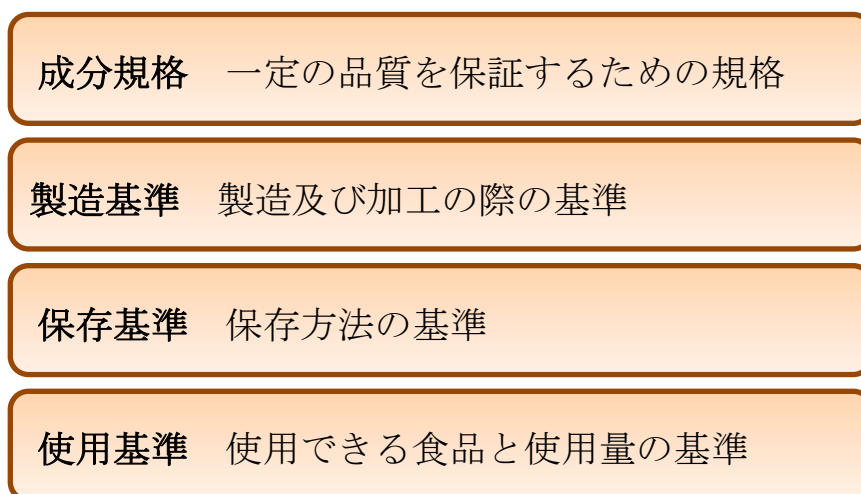 成分規格　一定の品質を保証するための規格
製造基準　製造及び加工の際の基準
保存基準　保存方法の基準
使用基準　使用できる食品と使用量の基準